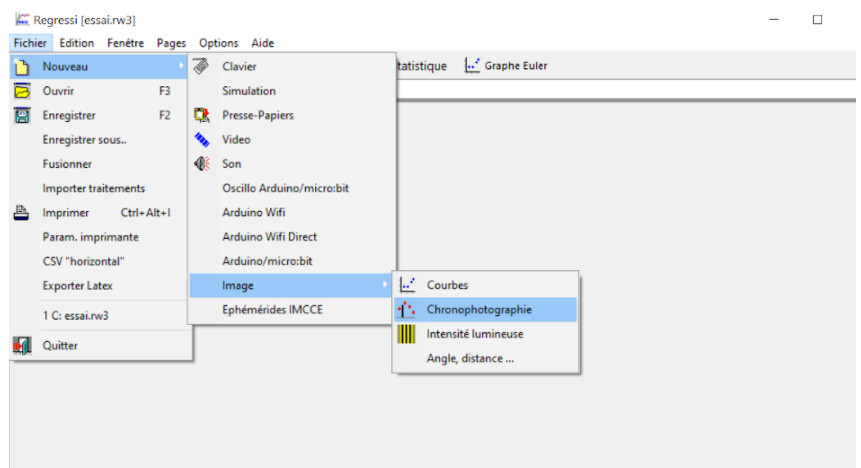 Regressi [essai.rw3]
Fichier Edition Fenêtre Pages Options Aide
tatistique Graphe Euler
Nouveau
Ouvrir F3
Enregistrer F2
Enregistrer sous..
Fusionner
Importer traitements
Imprimer Ctrl+Alt+I
Param. imprimante
CSV "horizontal"
Exporter Latex
1 C: essai.rw3
Quitter
Clavier
Simulation
Presse-Papiers
Video
Son
Oscillo Arduino/micro:bit
Arduino Wifi
Arduino Wifi Direct
Arduino/micro:bit
Image
Ephémérides IMCCE
Courbes
Chronophotographie
Intensité lumineuse
Angle, distance ...